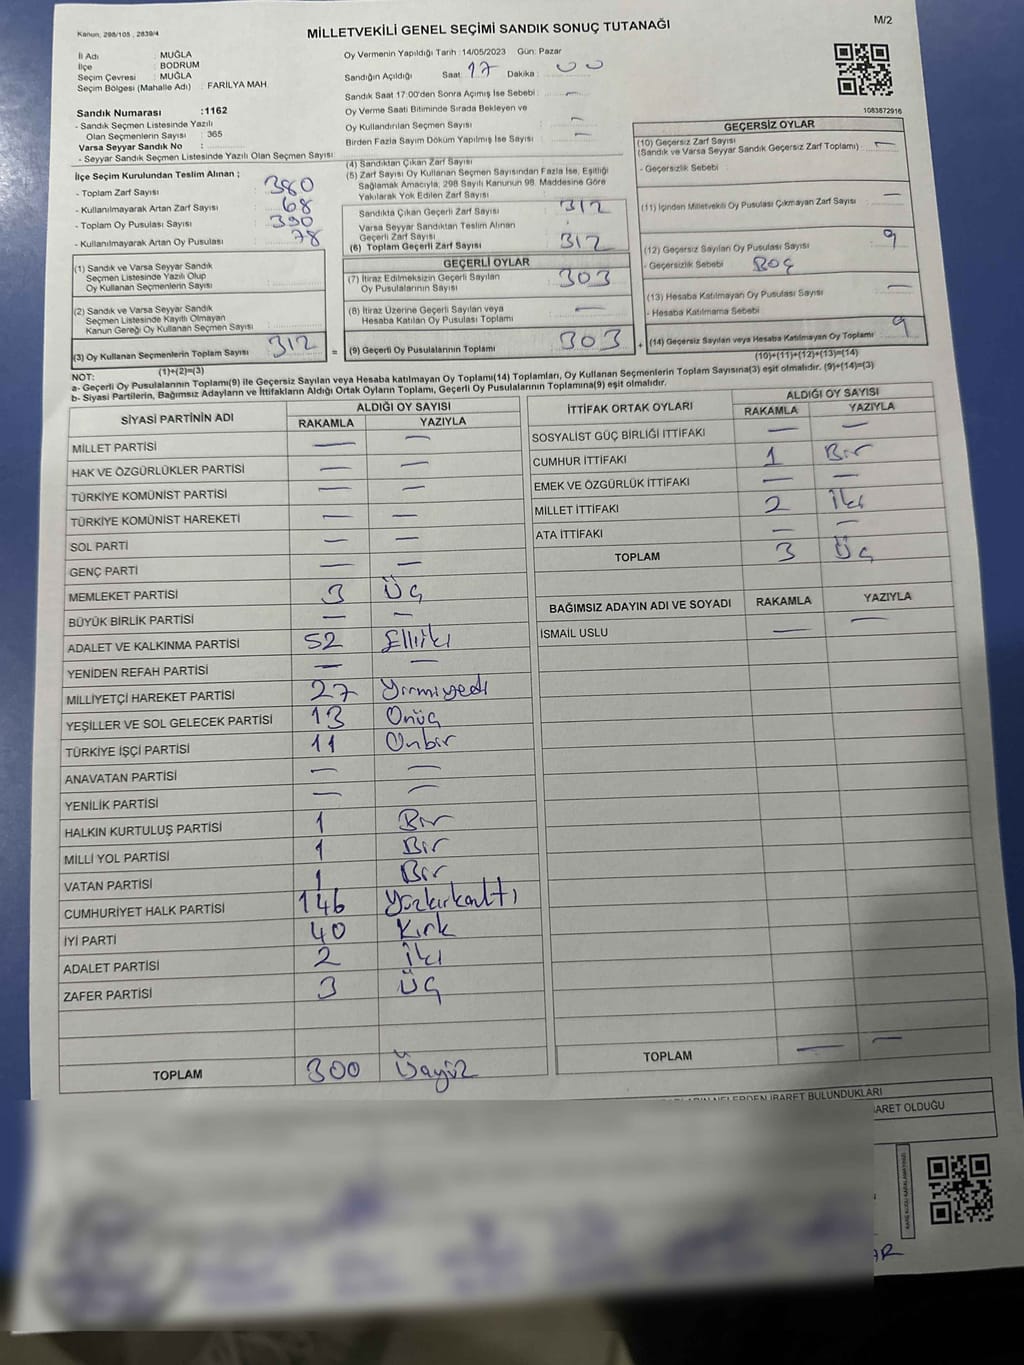 Kanun: 298/105 , 2839/4
MİLLETVEKİLİ GENEL SEÇİMİ SANDIK SONUÇ TUTANAĞI
M/2
İl Adı : MUĞLA
İlçe : BODRUM
Seçim Çevresi : MUĞLA
Seçim Bölgesi (Mahalle Adı) : FARİLYA MAH
Sandık Numarası : 1162
- Sandık Seçmen Listesinde Yazılı
Olan Seçmenlerin Sayısı : 365
Varsa Seyyar Sandık No :
- Seyyar Sandık Seçmen Listesinde Yazılı Olan Seçmen Sayısı :
İlçe Seçim Kurulundan Teslim Alınan ;
- Toplam Zarf Sayısı : 380
- Kullanılmayarak Artan Zarf Sayısı : 68
- Toplam Oy Pusulası Sayısı : 390
- Kullanılmayarak Artan Oy Pusulası : 78
(1) Sandık ve Varsa Seyyar Sandık
Seçmen Listesinde Yazılı Olup
Oy Kullanan Seçmenlerin Sayısı :
(2) Sandık ve Varsa Seyyar Sandık
Seçmen Listesinde Kayıtlı Olmayan
Kanun Gereği Oy Kullanan Seçmen Sayısı :
(3) Oy Kullanan Seçmenlerin Toplam Sayısı : 312
(1)+(2)=(3)
Oy Vermenin Yapıldığı Tarih : 14/05/2023 Gün: Pazar
Sandığın Açıldığı Saat: 17 Dakika : 00
Sandık Saat 17:00'den Sonra Açımış İse Sebebi : —
Oy Verme Saati Bitiminde Sırada Bekleyen ve
Oy Kullandırılan Seçmen Sayısı : —
Birden Fazla Sayım Döküm Yapılmış İse Sayısı : —
(4) Sandıktan Çıkan Zarf Sayısı :
(5) Zarf Sayısı Oy Kullanan Seçmen Sayısından Fazla İse, Eşitliği
Sağlamak Amacıyla, 298 Sayılı Kanunun 98. Maddesine Göre
Yakılarak Yok Edilen Zarf Sayısı :
Sandıkta Çıkan Geçerli Zarf Sayısı : 312
Varsa Seyyar Sandıktan Teslim Alınan
Geçerli Zarf Sayısı :
(6) Toplam Geçerli Zarf Sayısı : 312
GEÇERLİ OYLAR
(7) İtiraz Edilmeksizin Geçerli Sayılan
Oy Pusulalarının Sayısı : 303
(8) İtiraz Üzerine Geçerli Sayılan veya
Hesaba Katılan Oy Pusulası Toplamı : —
= (9) Geçerli Oy Pusulalarının Toplamı : 303 +
1083872916
GEÇERSİZ OYLAR
(10) Geçersiz Zarf Sayısı : —
(Sandık ve Varsa Seyyar Sandık Geçersiz Zarf Toplamı)
- Geçersizlik Sebebi
(11) İçinden Milletvekili Oy Pusulası Çıkmayan Zarf Sayısı : —
(12) Geçersiz Sayılan Oy Pusulası Sayısı : 9
- Geçersizlik Sebebi BOŞ
(13) Hesaba Katılmayan Oy Pusulası Sayısı : —
- Hesaba Katılmama Sebebi
(14) Geçersiz Sayılan veya Hesaba Katılmayan Oy Toplamı : 9
(10)+(11)+(12)+(13)=(14)
NOT:
a- Geçerli Oy Pusulalarının Toplamı(9) ile Geçersiz Sayılan veya Hesaba katılmayan Oy Toplamı(14) Toplamları, Oy Kullanan Seçmenlerin Toplam Sayısına(3) eşit olmalıdır. (9)+(14)=(3)
b- Siyasi Partilerin, Bağımsız Adayların ve İttifakların Aldığı Ortak Oyların Toplamı, Geçerli Oy Pusulalarının Toplamına(9) eşit olmalıdır.
SİYASİ PARTİNİN ADI ALDIĞI OY SAYISI
RAKAMLA YAZIYLA
MİLLET PARTİSİ — —
HAK VE ÖZGÜRLÜKLER PARTİSİ — —
TÜRKİYE KOMÜNİST PARTİSİ — —
TÜRKİYE KOMÜNİST HAREKETİ — —
SOL PARTİ — —
GENÇ PARTİ — —
MEMLEKET PARTİSİ 3 Üç
BÜYÜK BİRLİK PARTİSİ — —
ADALET VE KALKINMA PARTİSİ 52 Elliiki
YENİDEN REFAH PARTİSİ — —
MİLLİYETÇİ HAREKET PARTİSİ 27 Yirmiyedi
YEŞİLLER VE SOL GELECEK PARTİSİ 13 Onüç
TÜRKİYE İŞÇİ PARTİSİ 11 Onbir
ANAVATAN PARTİSİ — —
YENİLİK PARTİSİ — —
HALKIN KURTULUŞ PARTİSİ 1 Bir
MİLLİ YOL PARTİSİ 1 Bir
VATAN PARTİSİ 1 Bir
CUMHURİYET HALK PARTİSİ 146 Yüzkırkaltı
İYİ PARTİ 40 Kırk
ADALET PARTİSİ 2 İki
ZAFER PARTİSİ 3 Üç
TOPLAM 300 Üçyüz
İTTİFAK ORTAK OYLARI ALDIĞI OY SAYISI
RAKAMLA YAZIYLA
SOSYALİST GÜÇ BİRLİĞİ İTTİFAKI — —
CUMHUR İTTİFAKI 1 Bir
EMEK VE ÖZGÜRLÜK İTTİFAKI — —
MİLLET İTTİFAKI 2 İki
ATA İTTİFAKI — —
TOPLAM 3 Üç
BAĞIMSIZ ADAYIN ADI VE SOYADI RAKAMLA YAZIYLA
İSMAİL USLU — —
TOPLAM — —
NELERDEN İBARET BULUNDUKLARI
BARET OLDUĞU